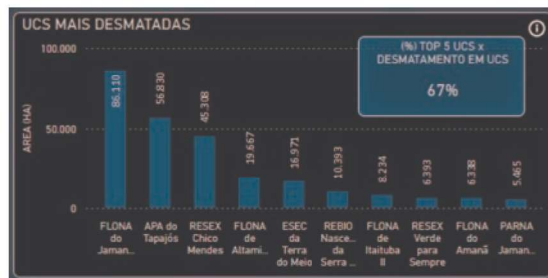 UCS MAIS DESMATADAS
(%) TOP 5 UCS x
DESMATAMENTO EM UCS
67%
AREA (HA)
100.000
50.000
0
86.110
56.830
45.308
19.667
16.971
10.393
8.234
6.393
6.338
5.465
FLONA
do
Jaman...
APA do
Tapajós
RESEX
Chico
Mendes
FLONA
de
Altami...
ESEC
da
Terra
do Meio
REBIO
Nasce...
da
Serra ...
FLONA
de
Itaituba
II
RESEX
Verde
para
Sempre
FLONA
do
Amanã
PARNA
do
Jaman...